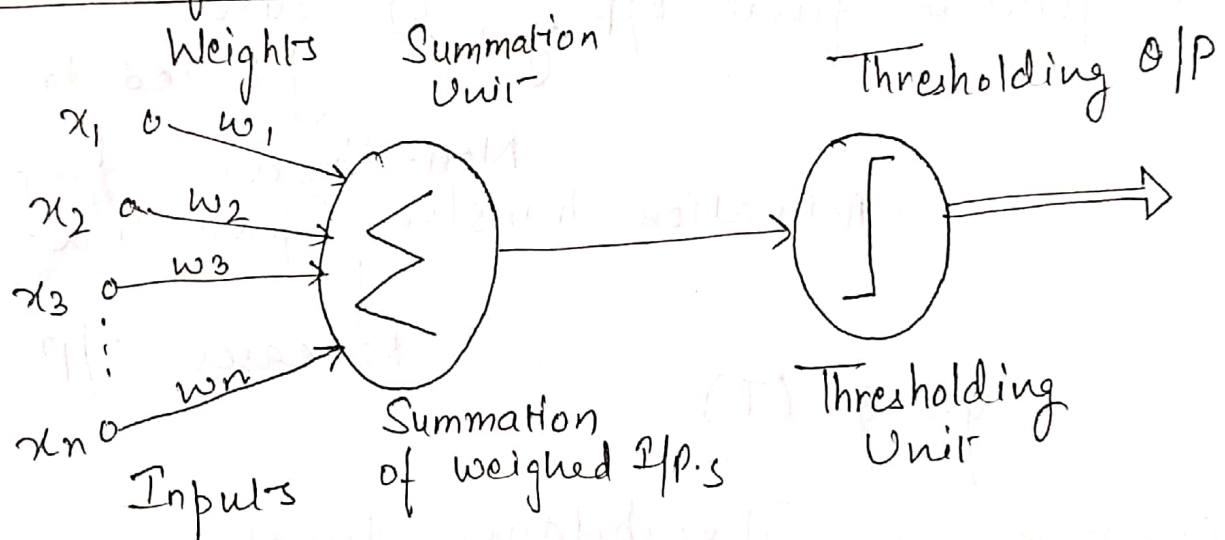 Weights
Summation
Unit
Thresholding O/P
x1
w1
x2
w2
x3
w3
xn
wn
Σ
Inputs
Summation
of weighed I/P.s
Thresholding
Unit